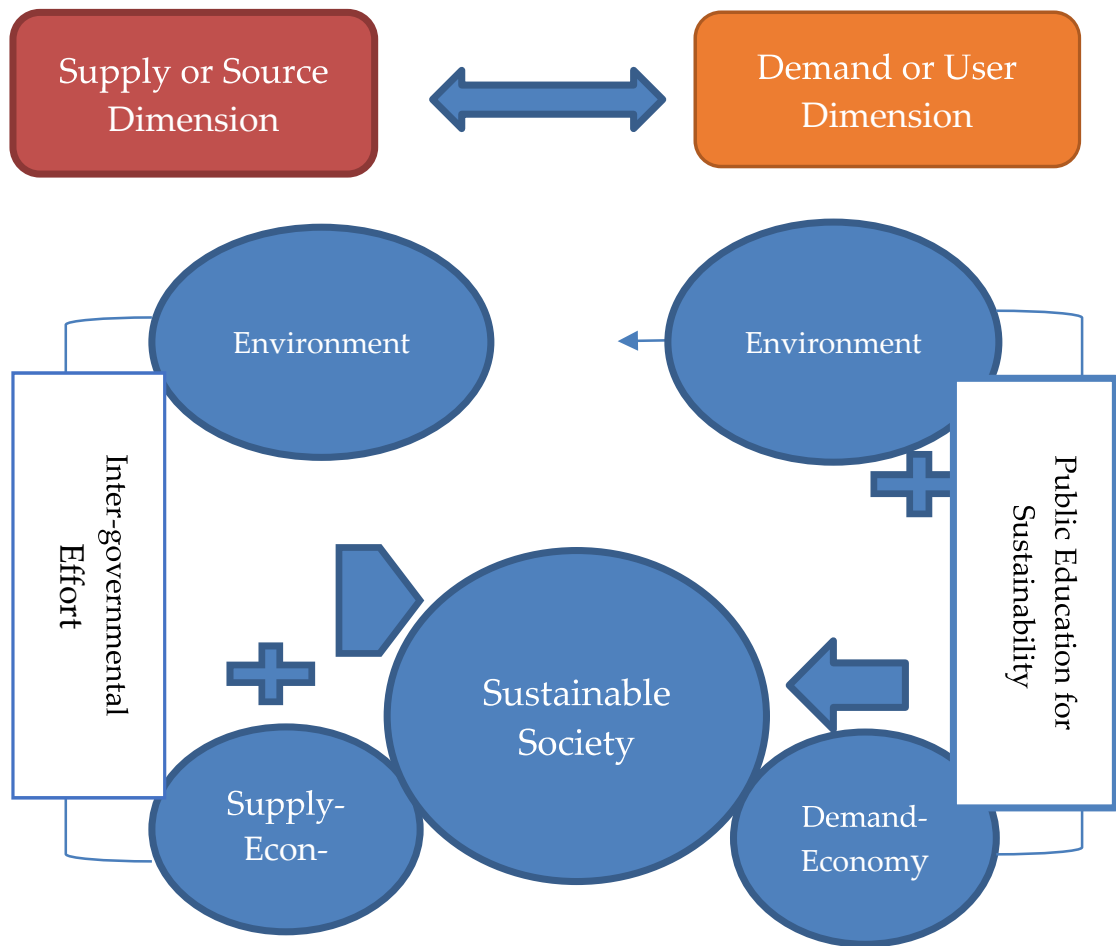 Supply or Source
Dimension
Demand or User
Dimension
Environment
Environment
Inter-governmental
Effort
Public Education for
Sustainability
Sustainable
Society
Supply-
Econ-
Demand-
Economy